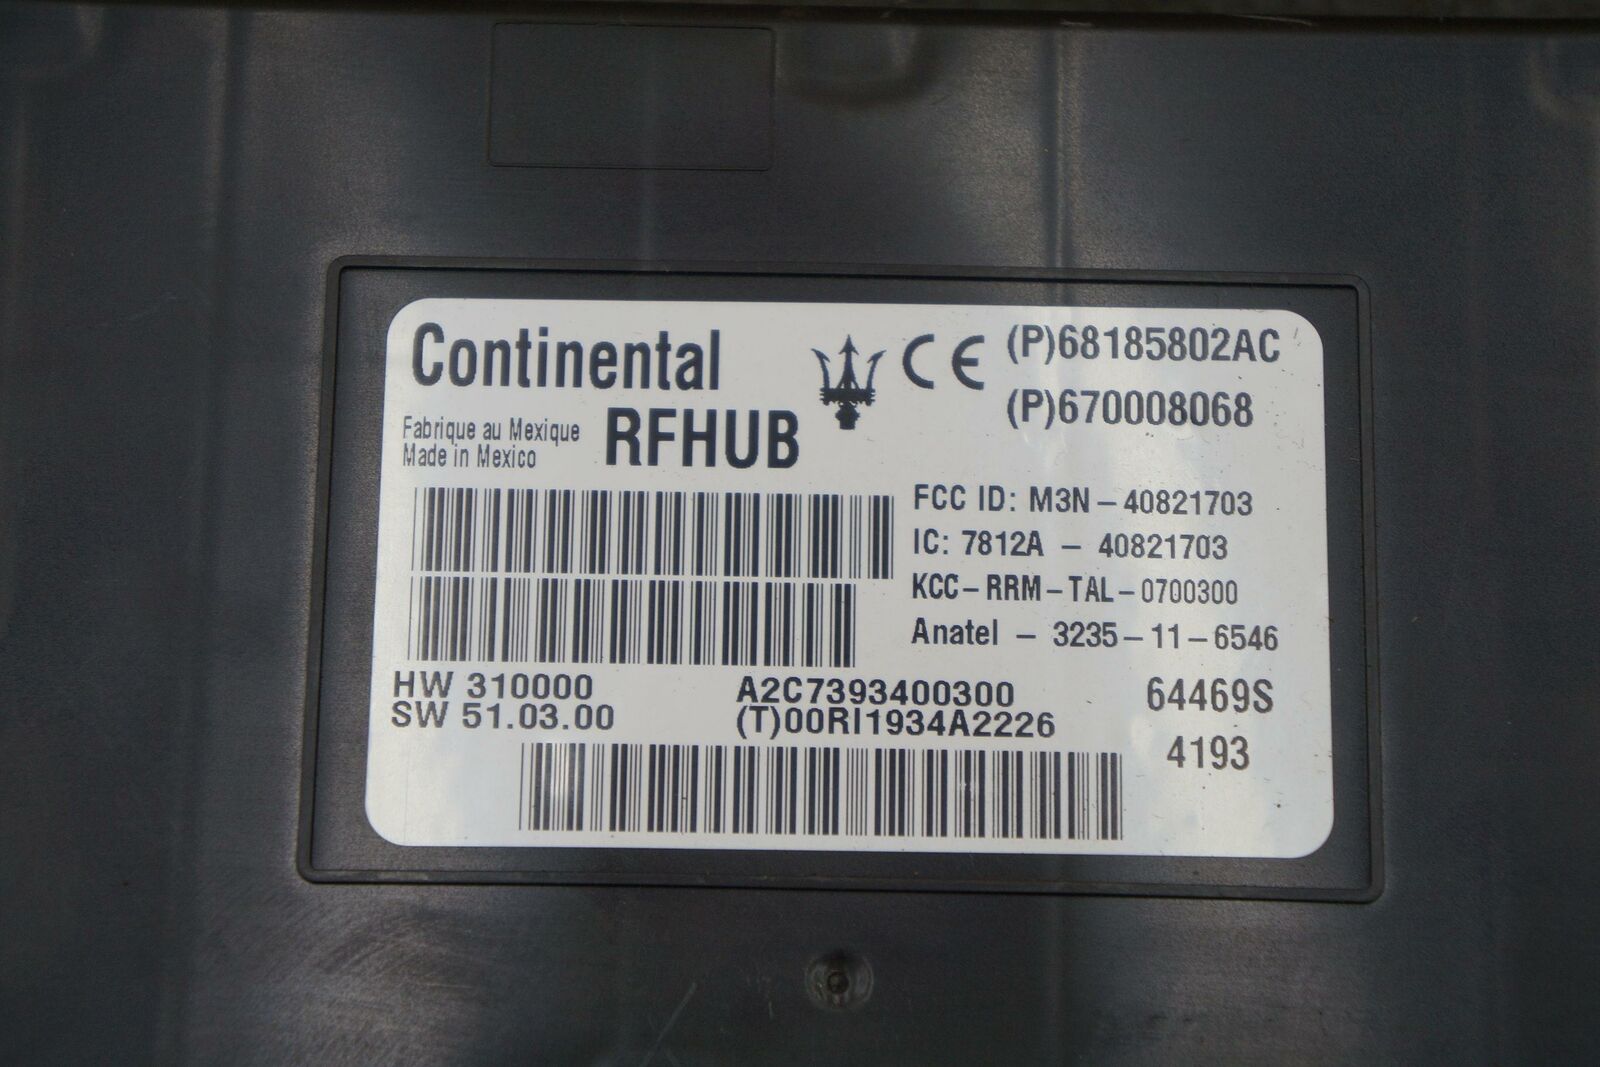 Continental
RFHUB
Fabrique au Mexique
Made in Mexico
CE
(P)68185802AC
(P)670008068
FCC ID: M3N-40821703
IC: 7812A - 40821703
KCC-RRM-TAL-0700300
Anatel - 3235-11-6546
HW 310000
SW 51.03.00
A2C7393400300
(T)00RI1934A2226
64469S
4193